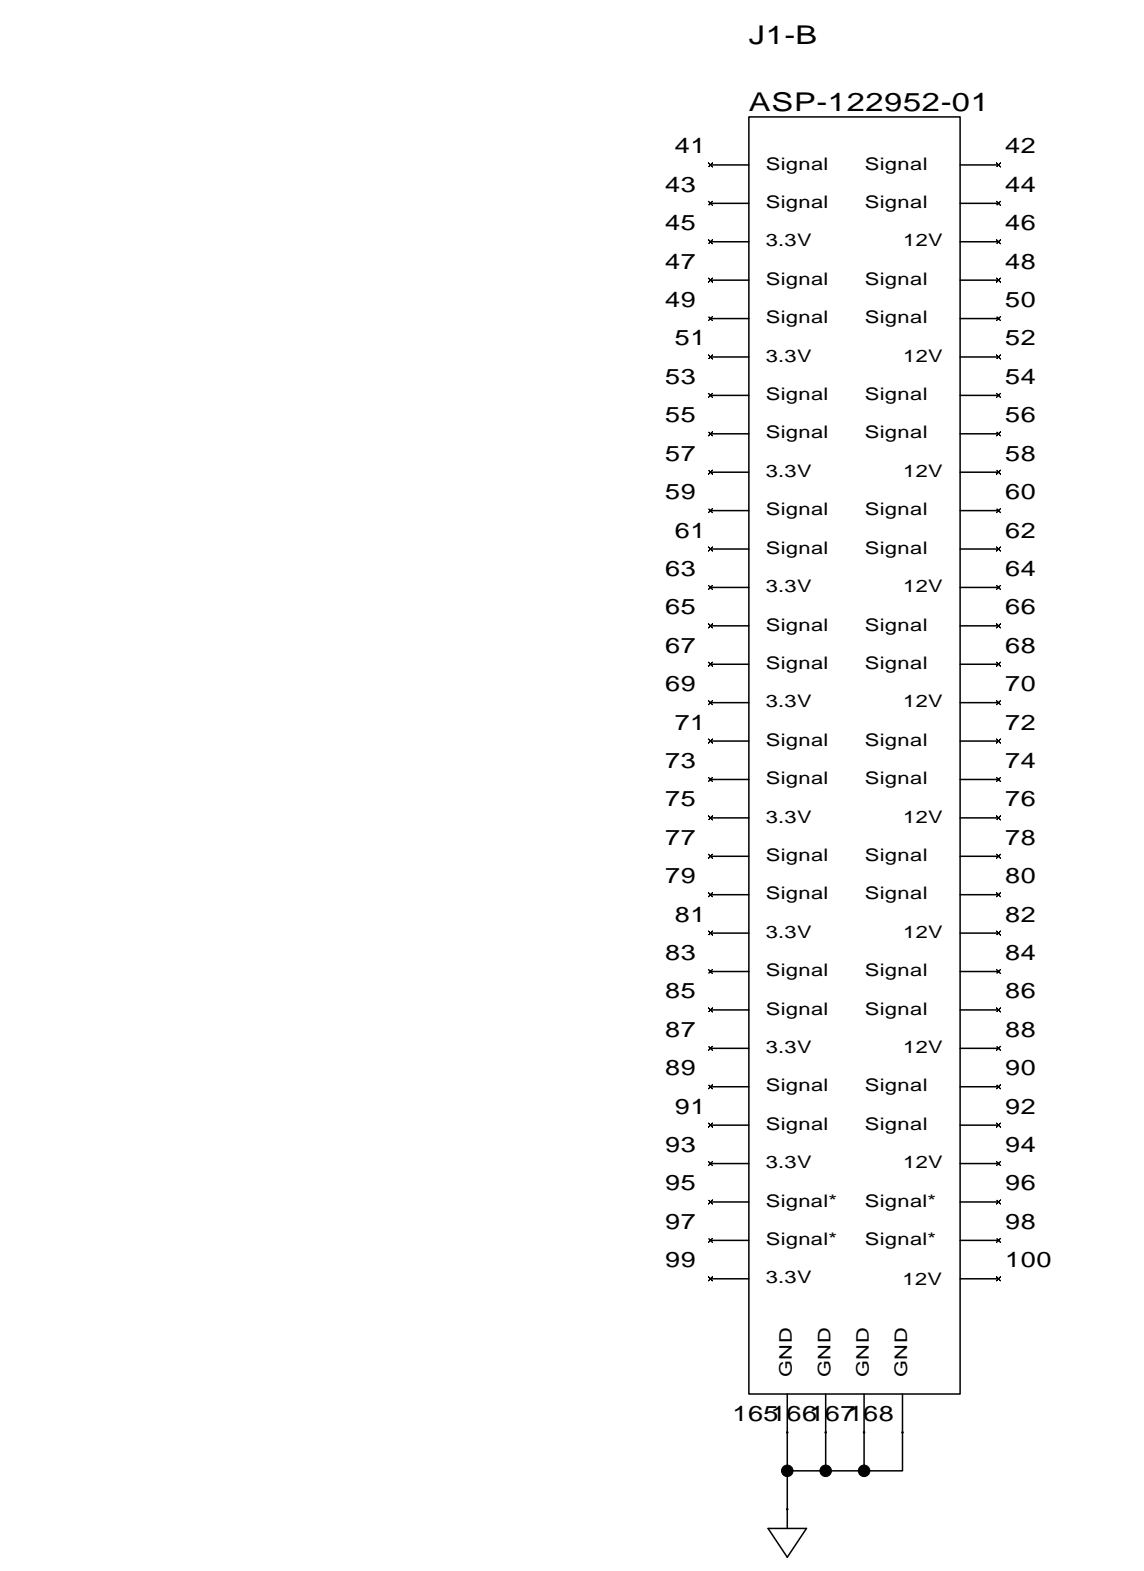 J1-B
ASP-122952-01
41 Signal Signal 42
43 Signal Signal 44
45 3.3V 12V 46
47 Signal Signal 48
49 Signal Signal 50
51 3.3V 12V 52
53 Signal Signal 54
55 Signal Signal 56
57 3.3V 12V 58
59 Signal Signal 60
61 Signal Signal 62
63 3.3V 12V 64
65 Signal Signal 66
67 Signal Signal 68
69 3.3V 12V 70
71 Signal Signal 72
73 Signal Signal 74
75 3.3V 12V 76
77 Signal Signal 78
79 Signal Signal 80
81 3.3V 12V 82
83 Signal Signal 84
85 Signal Signal 86
87 3.3V 12V 88
89 Signal Signal 90
91 Signal Signal 92
93 3.3V 12V 94
95 Signal* Signal* 96
97 Signal* Signal* 98
99 3.3V 12V 100
GND GND GND GND
165 166 167 168